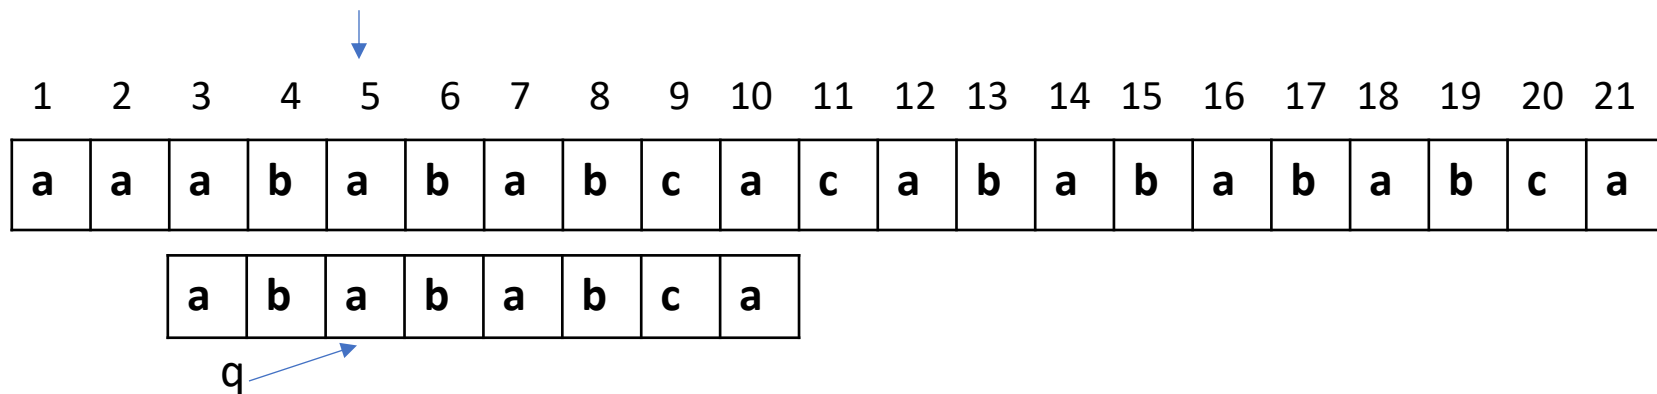 1 2 3 4 5 6 7 8 9 10 11 12 13 14 15 16 17 18 19 20 21
a a a b a b a b c a c a b a b a b a b c a
a b a b a b c a
q